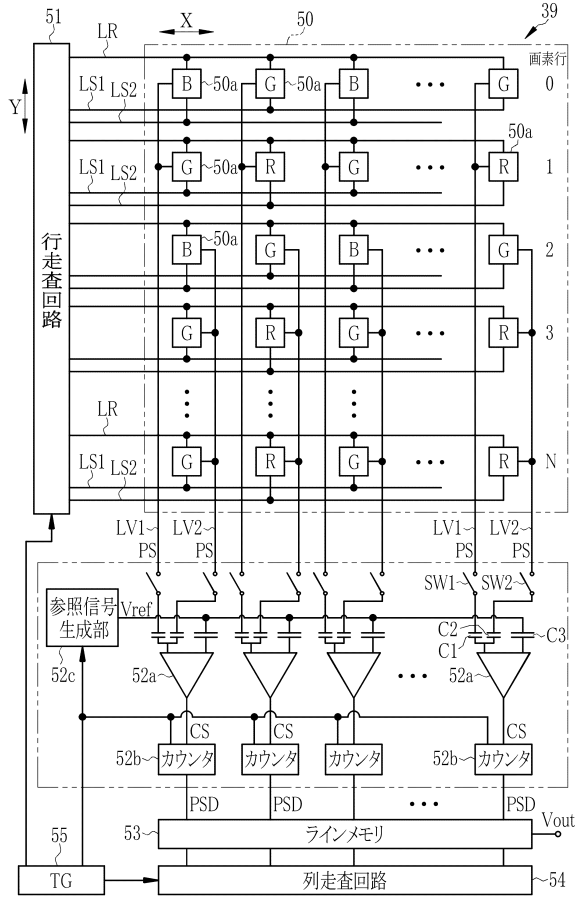 51
X
50
39
LR
画素行
B 50a G 50a B ・・・ G 0
Y
LS1
LS2
50a
G 50a R G ・・・ R 1
LS1
LS2
50a
B G B ・・・ G 2
行走査回路
G R G ・・・ R 3
LR
G R G ・・・ R N
LS1
LS2
LV1 LV2 LV1 LV2
PS PS PS PS
SW1 SW2
参照信号
生成部
Vref
52c
C2
C1
C3
52a 52a
・・・
CS CS CS CS
52b カウンタ カウンタ カウンタ 52b カウンタ
PSD PSD ・・・ PSD
53 ラインメモリ Vout
55
TG 列走査回路 54